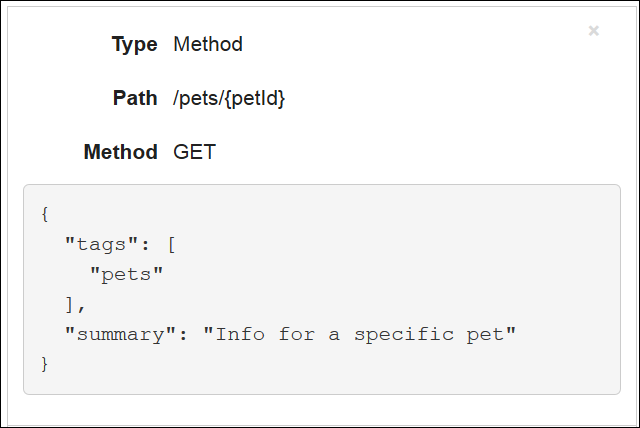 ×
Type Method
Path /pets/{petId}
Method GET
{
  "tags": [
    "pets"
  ],
  "summary": "Info for a specific pet"
}